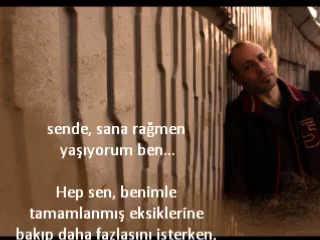 sende, sana rağmen
yaşıyorum ben...
Hep sen, benimle
tamamlanmış eksiklerine
bakıp daha fazlasını isterken,